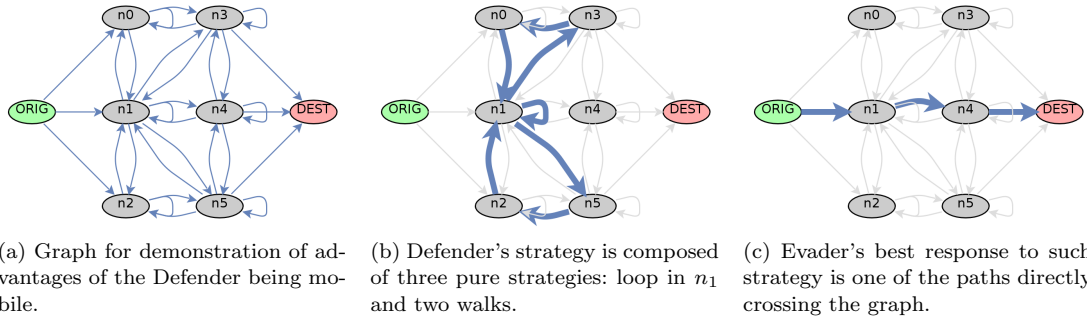 n0 n3
ORIG n1 n4 DEST
n2 n5
n0 n3
ORIG n1 n4 DEST
n2 n5
n0 n3
ORIG n1 n4 DEST
n2 n5
(a) Graph for demonstration of ad-
vantages of the Defender being mo-
bile.
(b) Defender's strategy is composed
of three pure strategies: loop in n1
and two walks.
(c) Evader's best response to such
strategy is one of the paths directly
crossing the graph.